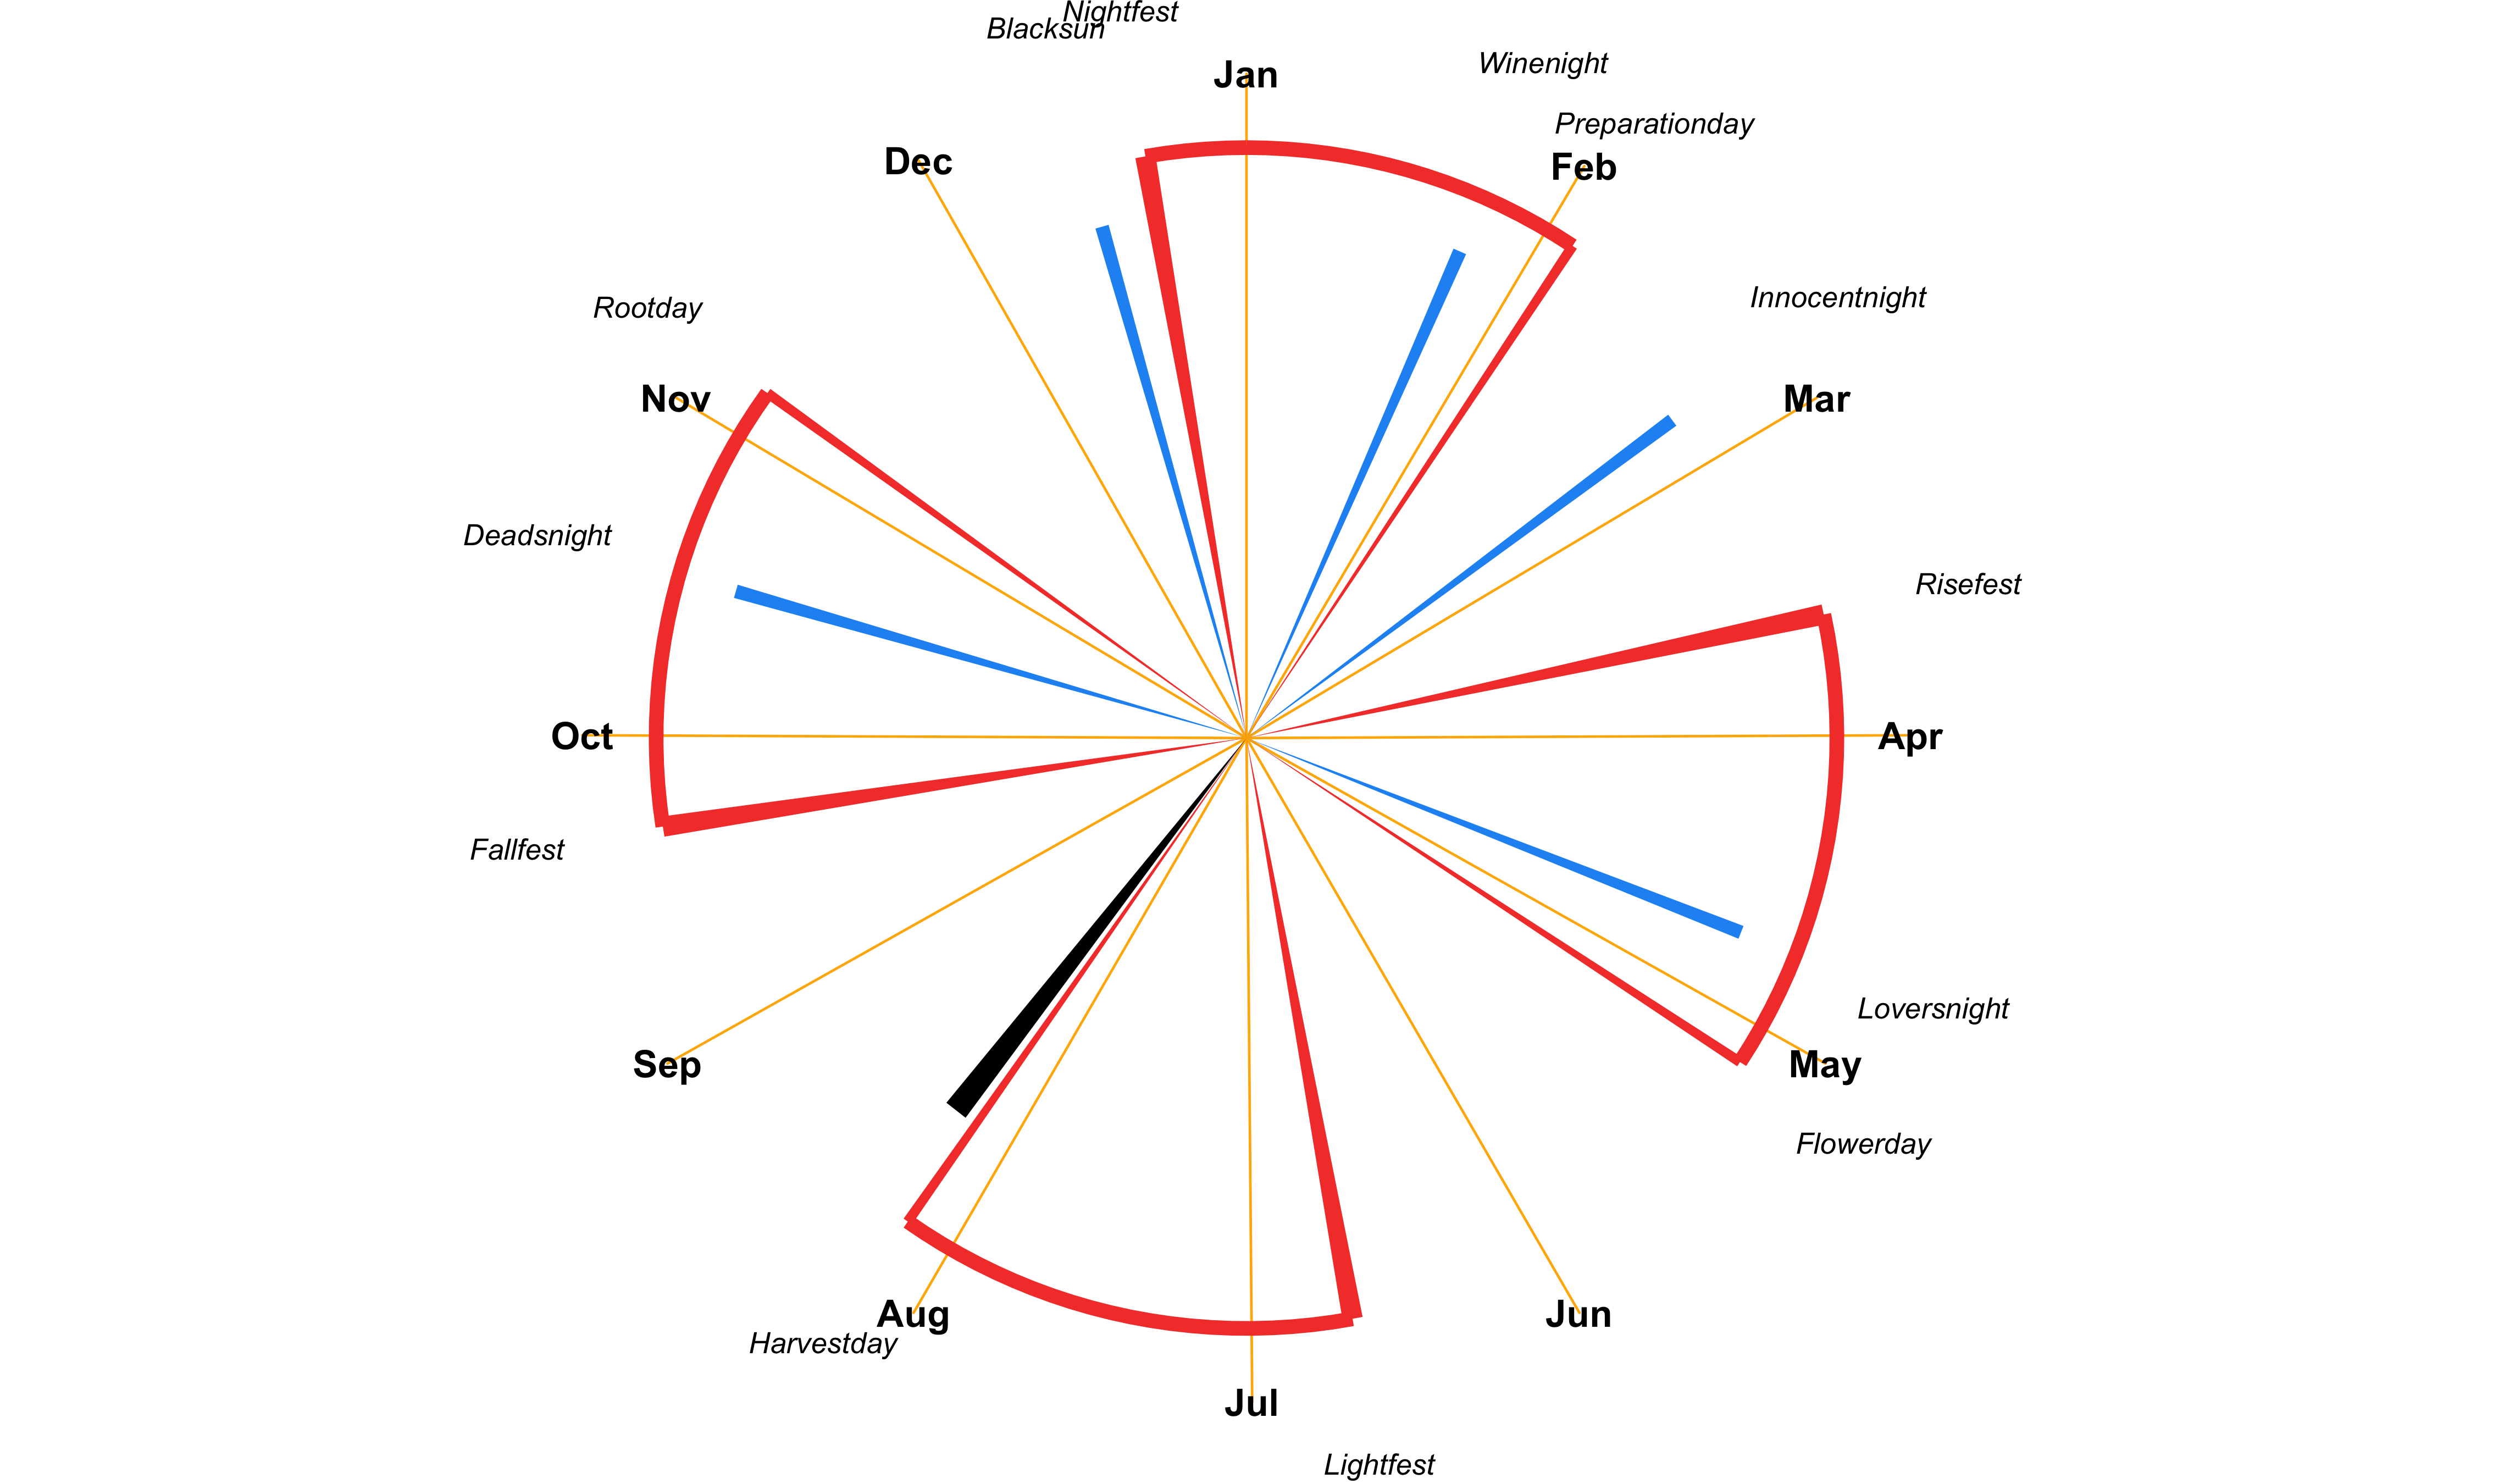 Nightfest
Blacksun
Jan
Winenight
Preparationday
Dec
Feb
Rootday
Innocentnight
Nov
Mar
Deadsnight
Risefest
Oct
Apr
Fallfest
Loversnight
Sep
May
Flowerday
Aug
Jun
Harvestday
Jul
Lightfest